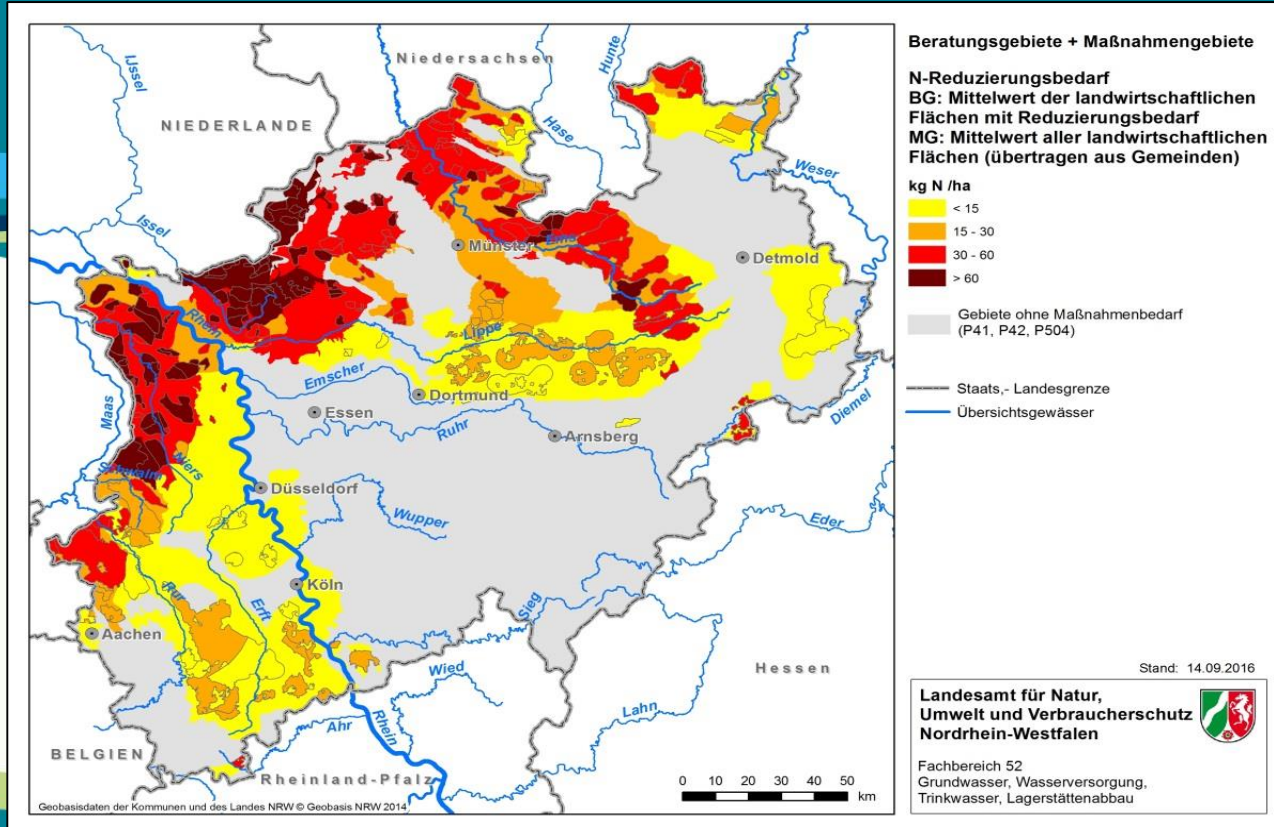 Niedersachsen
NIEDERLANDE
IJssel
Hunte
Hase
Weser
Issel
Ems
Münster
Detmold
Rhein
Lippe
Emscher
Dortmund
Essen
Ruhr
Arnsberg
Diemel
Maas
Niers
Düsseldorf
Wupper
Eder
Köln
Rur
Erft
Sieg
Aachen
Hessen
Wied
Lahn
Ahr
Rhein
BELGIEN
Rheinland-Pfalz
0 10 20 30 40 50
km
Geobasisdaten der Kommunen und des Landes NRW © Geobasis NRW 2014
Beratungsgebiete + Maßnahmengebiete
N-Reduzierungsbedarf
BG: Mittelwert der landwirtschaftlichen
Flächen mit Reduzierungsbedarf
MG: Mittelwert aller landwirtschaftlichen
Flächen (übertragen aus Gemeinden)
kg N /ha
< 15
15 - 30
30 - 60
> 60
Gebiete ohne Maßnahmenbedarf
(P41, P42, P504)
Staats,- Landesgrenze
Übersichtsgewässer
Stand: 14.09.2016
Landesamt für Natur,
Umwelt und Verbraucherschutz
Nordrhein-Westfalen
Fachbereich 52
Grundwasser, Wasserversorgung,
Trinkwasser, Lagerstättenabbau